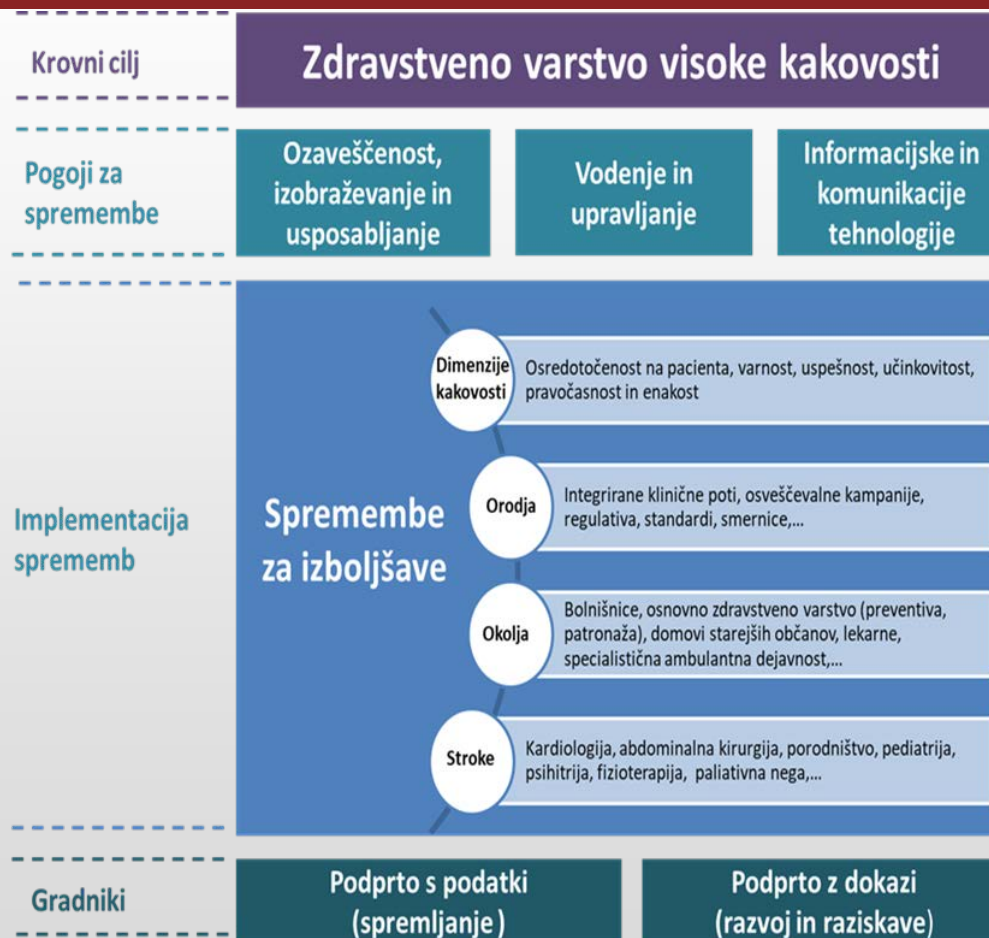 Krovni cilj
Zdravstveno varstvo visoke kakovosti
Pogoji za
spremembe
Ozaveščenost,
izobraževanje in
usposabljanje
Vodenje in
upravljanje
Informacijske in
komunikacije
tehnologije
Implementacija
sprememb
Spremembe
za izboljšave
Dimenzije
kakovosti
Osredotočenost na pacienta, varnost, uspešnost, učinkovitost,
pravočasnost in enakost
Orodja
Integrirane klinične poti, osveščevalne kampanije,
regulativa, standardi, smernice,...
Okolja
Bolnišnice, osnovno zdravstveno varstvo (preventiva,
patronaža), domovi starejših občanov, lekarne,
specialistična ambulantna dejavnost,...
Stroke
Kardiologija, abdominalna kirurgija, porodništvo, pediatrija,
psihitrija, fizioterapija, paliativna nega,...
Gradniki
Podprto s podatki
(spremljanje)
Podprto z dokazi
(razvoj in raziskave)